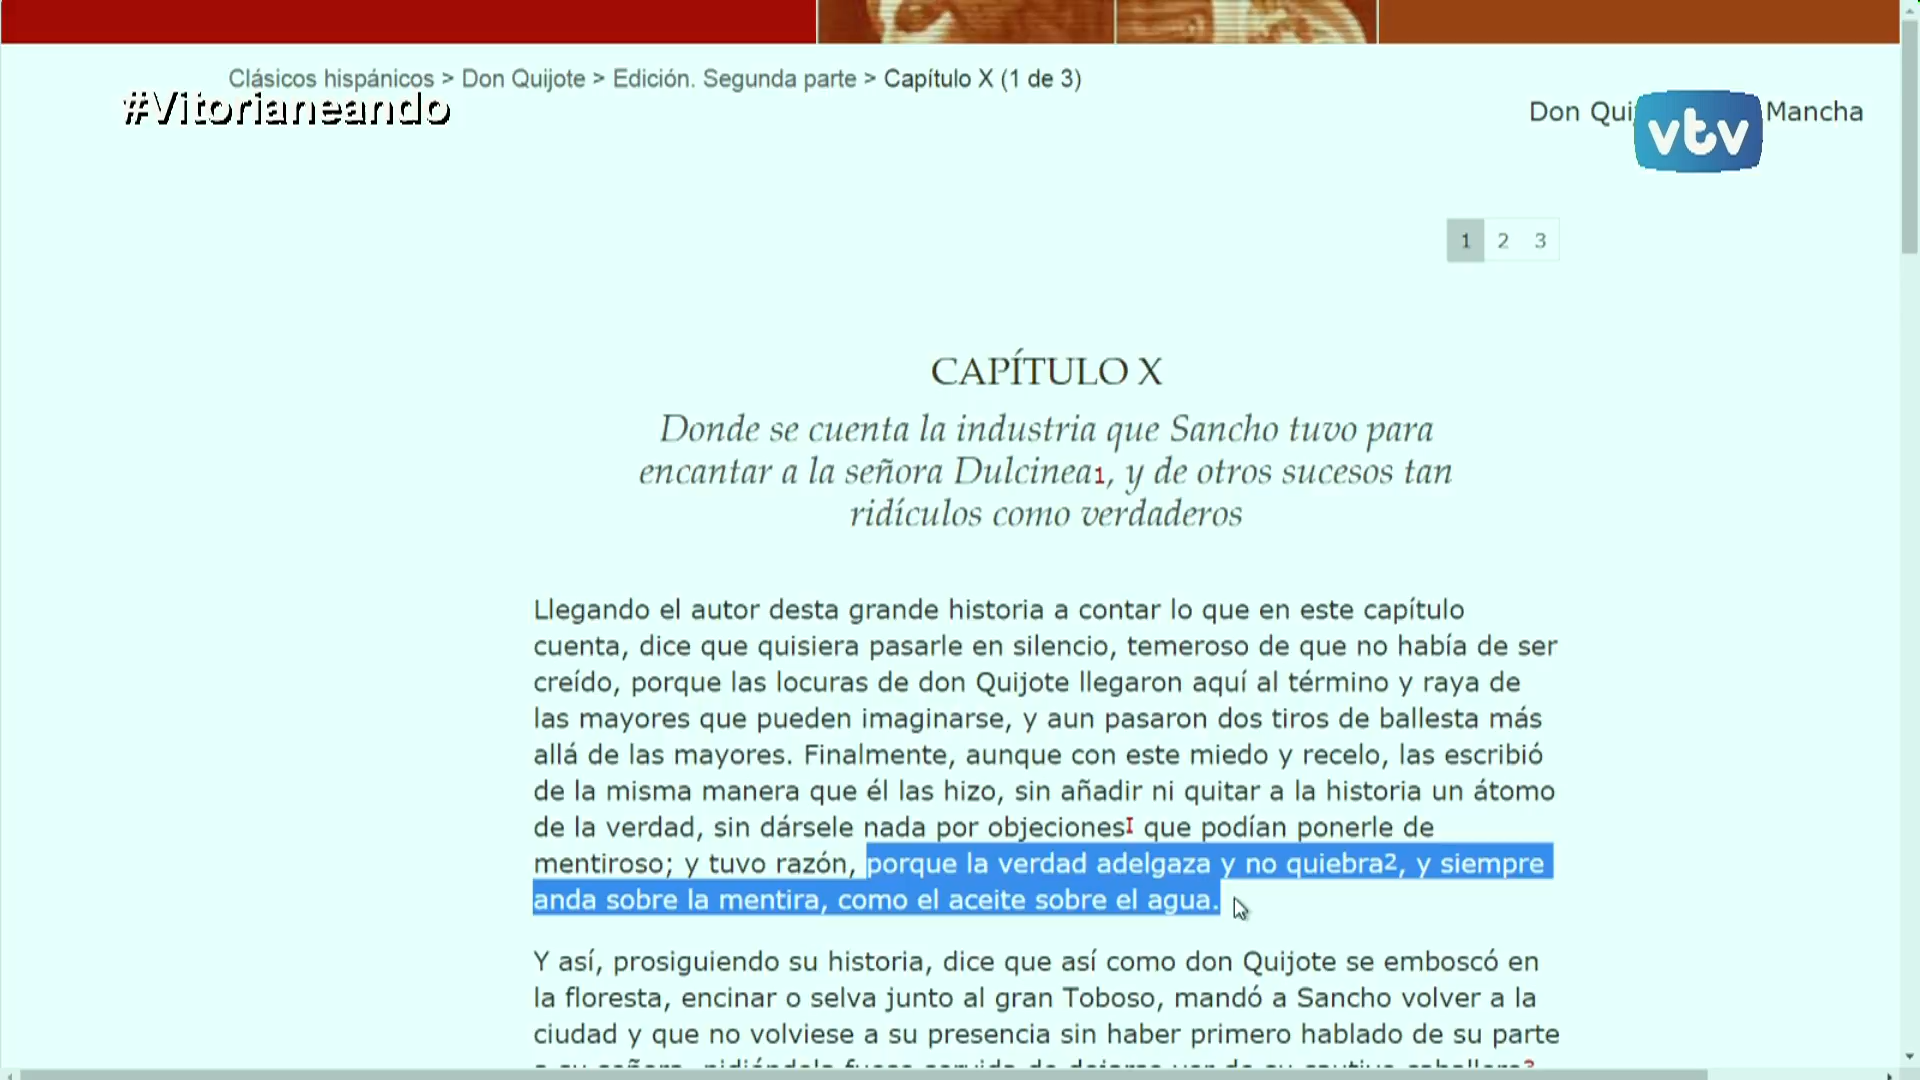 Clásicos hispánicos > Don Quijote > Edición. Segunda parte > Capítulo X (1 de 3)
#Vitorianeando
Don Qui Mancha
vtv
1 2 3
CAPÍTULO X
Donde se cuenta la industria que Sancho tuvo para
encantar a la señora Dulcinea1, y de otros sucesos tan
ridículos como verdaderos
Llegando el autor desta grande historia a contar lo que en este capítulo
cuenta, dice que quisiera pasarle en silencio, temeroso de que no había de ser
creído, porque las locuras de don Quijote llegaron aquí al término y raya de
las mayores que pueden imaginarse, y aun pasaron dos tiros de ballesta más
allá de las mayores. Finalmente, aunque con este miedo y recelo, las escribió
de la misma manera que él las hizo, sin añadir ni quitar a la historia un átomo
de la verdad, sin dársele nada por objecionesI que podían ponerle de
mentiroso; y tuvo razón, porque la verdad adelgaza y no quiebra2, y siempre
anda sobre la mentira, como el aceite sobre el agua.
Y así, prosiguiendo su historia, dice que así como don Quijote se emboscó en
la floresta, encinar o selva junto al gran Toboso, mandó a Sancho volver a la
ciudad y que no volviese a su presencia sin haber primero hablado de su parte